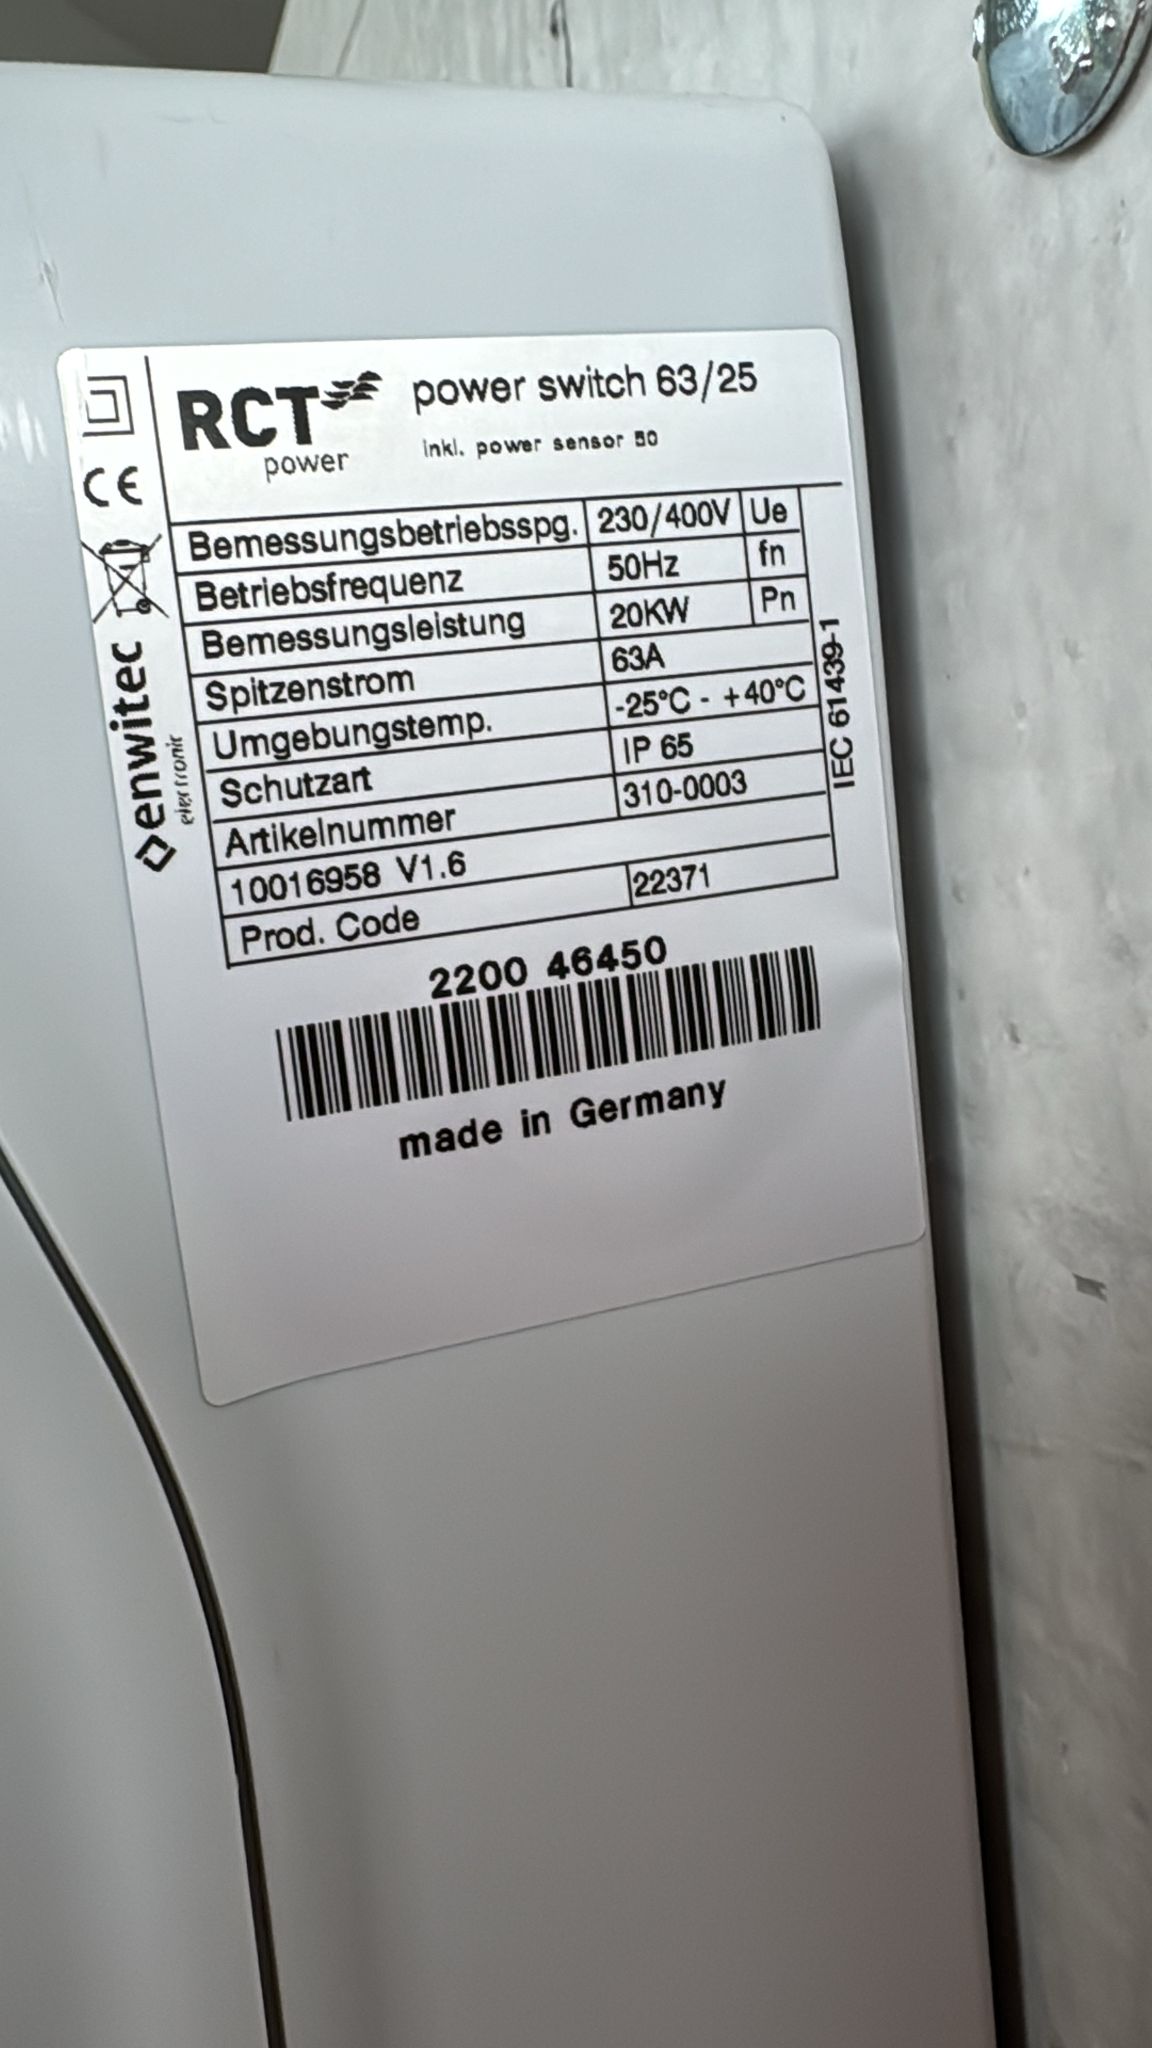 RCT power
power switch 63/25
inkl. power sensor 50
Bemessungsbetriebsspg. 230/400V Ue
Betriebsfrequenz 50Hz fn
Bemessungsleistung 20KW Pn
Spitzenstrom 63A
Umgebungstemp. -25°C - +40°C
Schutzart IP 65
Artikelnummer 310-0003
10016958 V1.6
Prod. Code 22371
IEC 61439-1
CE
enwitec
electronic
2200 46450
made in Germany